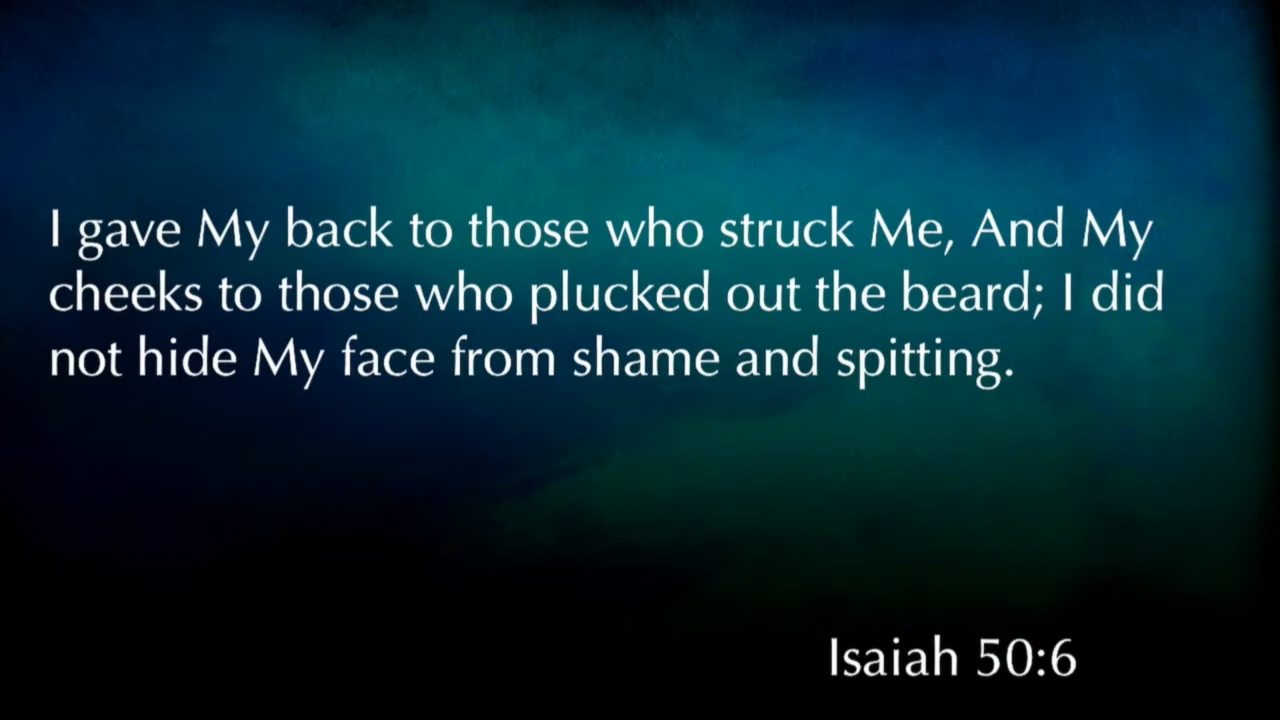 I gave My back to those who struck Me, And My
cheeks to those who plucked out the beard; I did
not hide My face from shame and spitting.
Isaiah 50:6